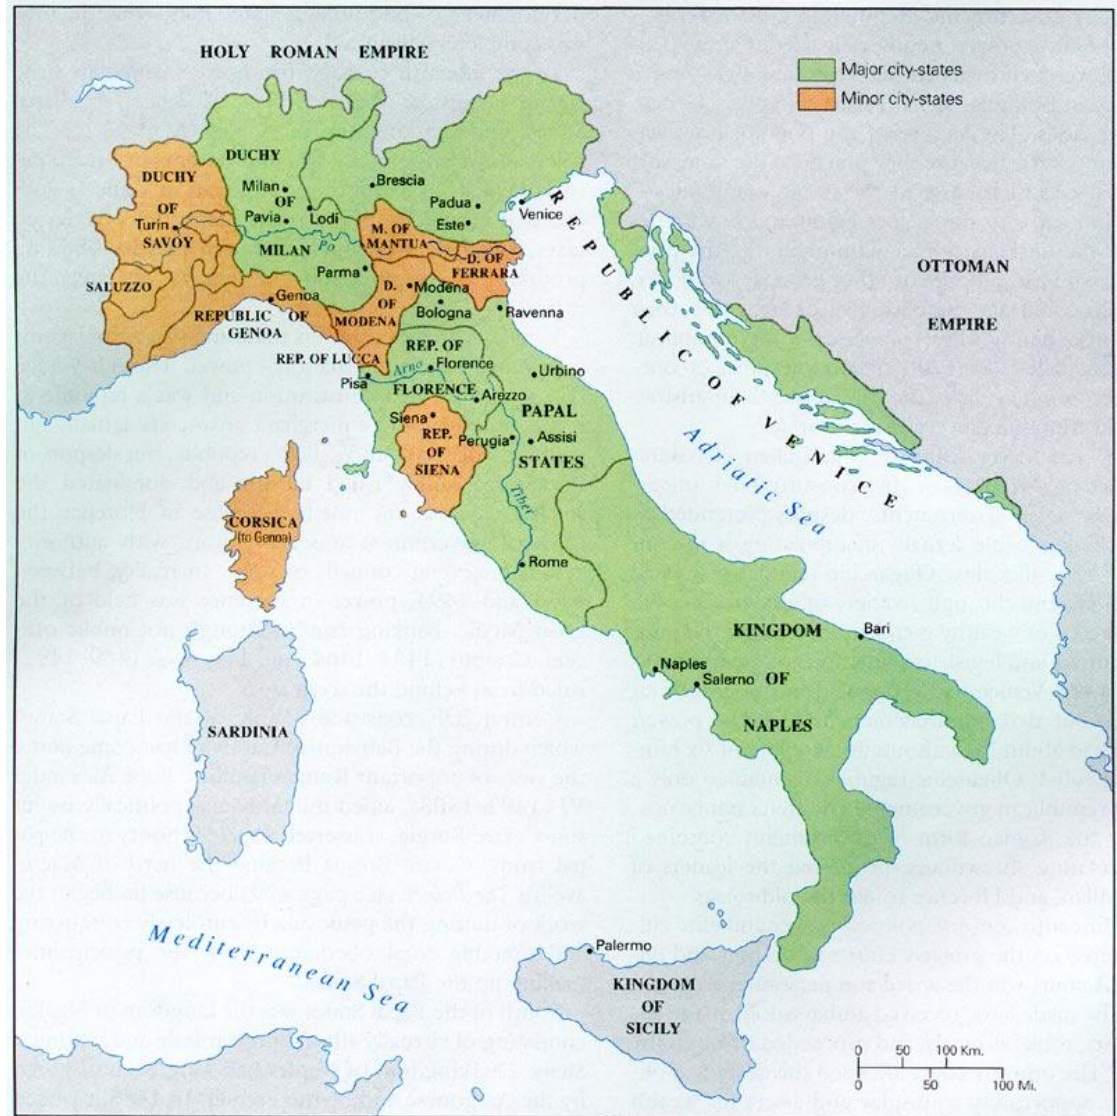 HOLY ROMAN EMPIRE
Major city-states
Minor city-states
DUCHY
OF
MILAN
Milan
Pavia
Lodi
Brescia
Padua
Este
Venice
DUCHY
OF
SAVOY
Turin
SALUZZO
Po
Parma
M. OF
MANTUA
D. OF
FERRARA
D.
OF
MODENA
Modena
Bologna
Ravenna
Genoa
REPUBLIC OF
GENOA
REP. OF LUCCA
Pisa
Arno
REP. OF
FLORENCE
Florence
Arezzo
Urbino
Siena
REP.
OF
SIENA
Perugia
Assisi
PAPAL
STATES
Tiber
Rome
REPUBLIC OF VENICE
OTTOMAN
EMPIRE
Adriatic Sea
CORSICA
(to Genoa)
SARDINIA
KINGDOM
OF
NAPLES
Bari
Naples
Salerno
Mediterranean Sea
Palermo
KINGDOM
OF
SICILY
0 50 100 Km.
0 50 100 Mi.